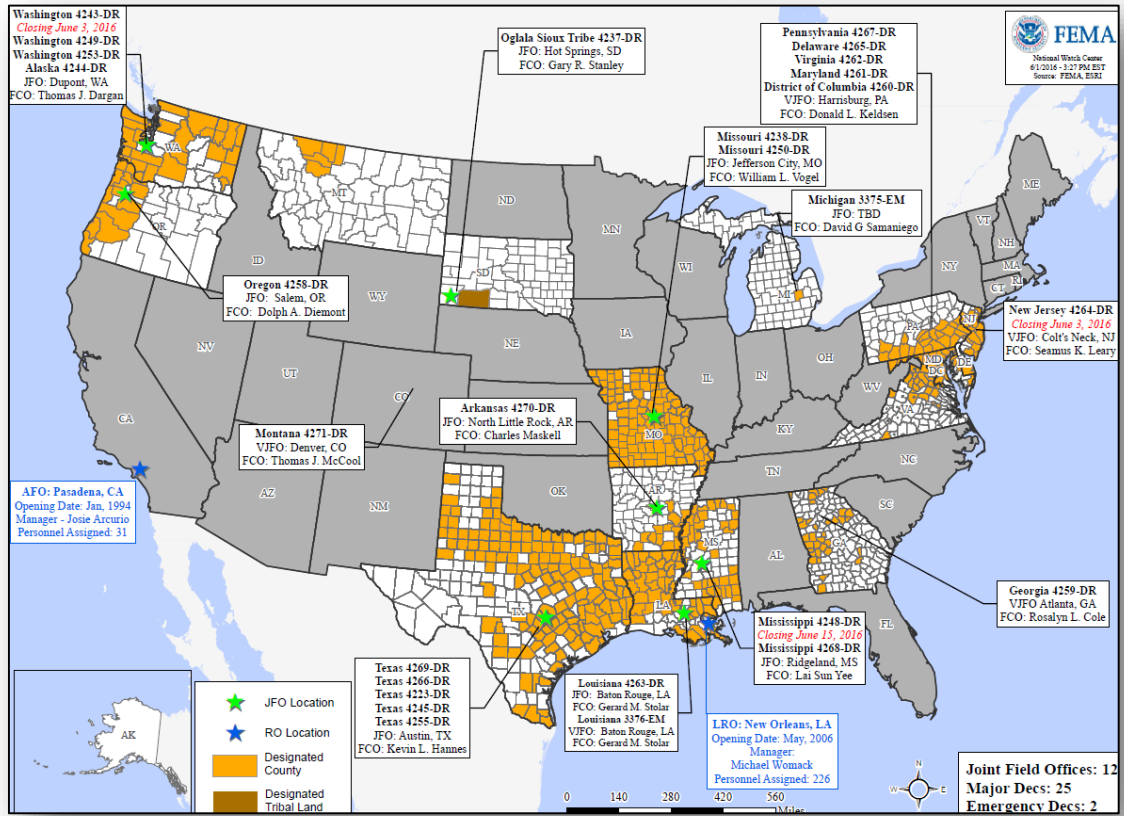 Washington 4243-DR
Closing June 3, 2016
Washington 4249-DR
Washington 4253-DR
Alaska 4244-DR
JFO: Dupont, WA
FCO: Thomas J. Dargan
Oglala Sioux Tribe 4237-DR
JFO: Hot Springs, SD
FCO: Gary R. Stanley
Pennsylvania 4267-DR
Delaware 4265-DR
Virginia 4262-DR
Maryland 4261-DR
District of Columbia 4260-DR
VJFO: Harrisburg, PA
FCO: Donald L. Keldsen
FEMA
National Watch Center
6/1/2016 - 3:27 PM EST
Source: FEMA, ESRI
Missouri 4238-DR
Missouri 4250-DR
JFO: Jefferson City, MO
FCO: William L. Vogel
Michigan 3375-EM
JFO: TBD
FCO: David G Samaniego
Oregon 4258-DR
JFO: Salem, OR
FCO: Dolph A. Diemont
New Jersey 4264-DR
Closing June 3, 2016
VJFO: Colt's Neck, NJ
FCO: Seamus K. Leary
Montana 4271-DR
VJFO: Denver, CO
FCO: Thomas J. McCool
Arkansas 4270-DR
JFO: North Little Rock, AR
FCO: Charles Maskell
AFO: Pasadena, CA
Opening Date: Jan, 1994
Manager - Josie Arcurio
Personnel Assigned: 31
Georgia 4259-DR
VJFO Atlanta, GA
FCO: Rosalyn L. Cole
Mississippi 4248-DR
Closing June 15, 2016
Mississippi 4268-DR
JFO: Ridgeland, MS
FCO: Lai Sun Yee
Texas 4269-DR
Texas 4266-DR
Texas 4223-DR
Texas 4245-DR
Texas 4255-DR
JFO: Austin, TX
FCO: Kevin L. Hannes
Louisiana 4263-DR
JFO: Baton Rouge, LA
FCO: Gerard M. Stolar
Louisiana 3376-EM
VJFO: Baton Rouge, LA
FCO: Gerard M. Stolar
LRO: New Orleans, LA
Opening Date: May, 2006
Manager:
Michael Womack
Personnel Assigned: 226
WA
OR
MT
ID
WY
ND
SD
NE
MN
WI
MI
IA
IL
IN
OH
KY
WV
VA
PA
NJ
MD
DE
DC
NY
VT
NH
ME
MA
RI
CT
NV
UT
CO
CA
AZ
NM
OK
TX
MO
AR
LA
MS
AL
TN
GA
NC
SC
FL
AK
JFO Location
RO Location
Designated
County
Designated
Tribal Land
0 140 280 420 560
Miles
N
W
E
Joint Field Offices: 12
Major Decs: 25
Emergency Decs: 2